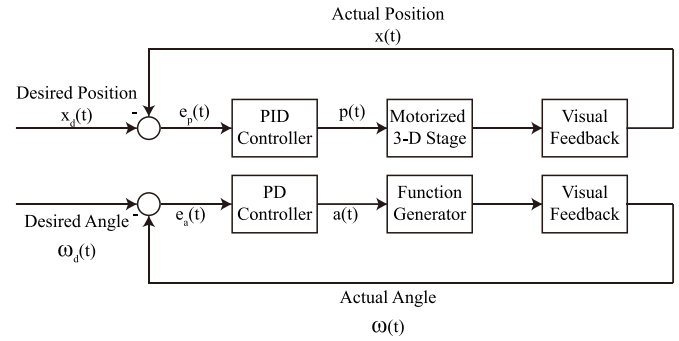 Actual Position
x(t)
Desired Position
x_d(t)
-
e_p(t)
PID
Controller
p(t)
Motorized
3-D Stage
Visual
Feedback
Desired Angle
ω_d(t)
-
e_a(t)
PD
Controller
a(t)
Function
Generator
Visual
Feedback
Actual Angle
ω(t)